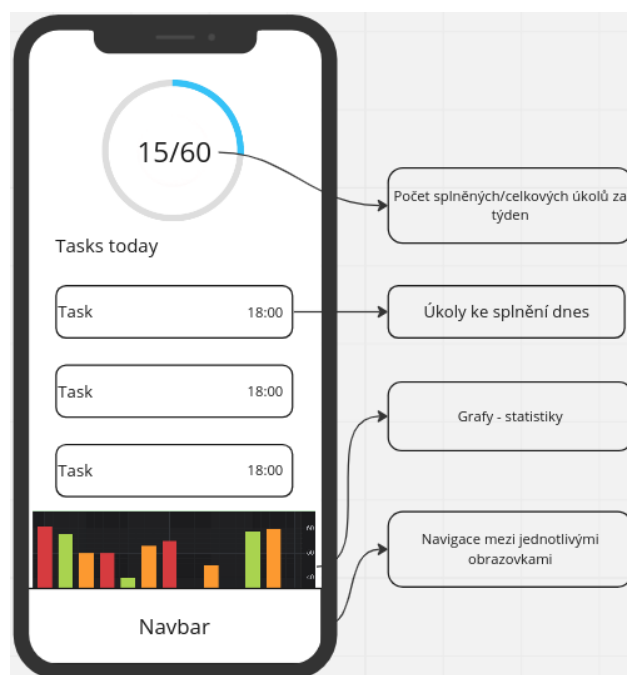 15/60
Počet splněných/celkových úkolů za
týden
Tasks today
Task 18:00
Úkoly ke splnění dnes
Task 18:00
Grafy - statistiky
Task 18:00
Navigace mezi jednotlivými
obrazovkami
Navbar